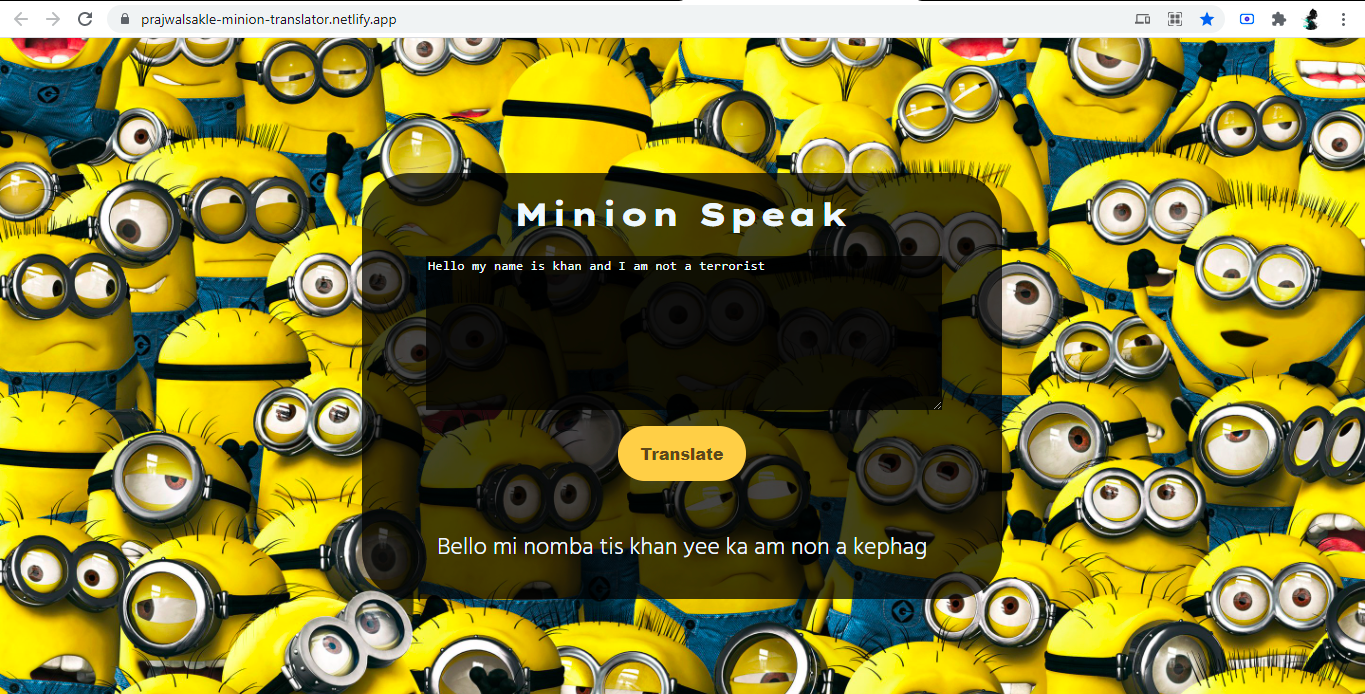 prajwalsakle-minion-translator.netlify.app
Minion Speak
Hello my name is khan and I am not a terrorist
Translate
Bello mi nomba tis khan yee ka am non a kephag